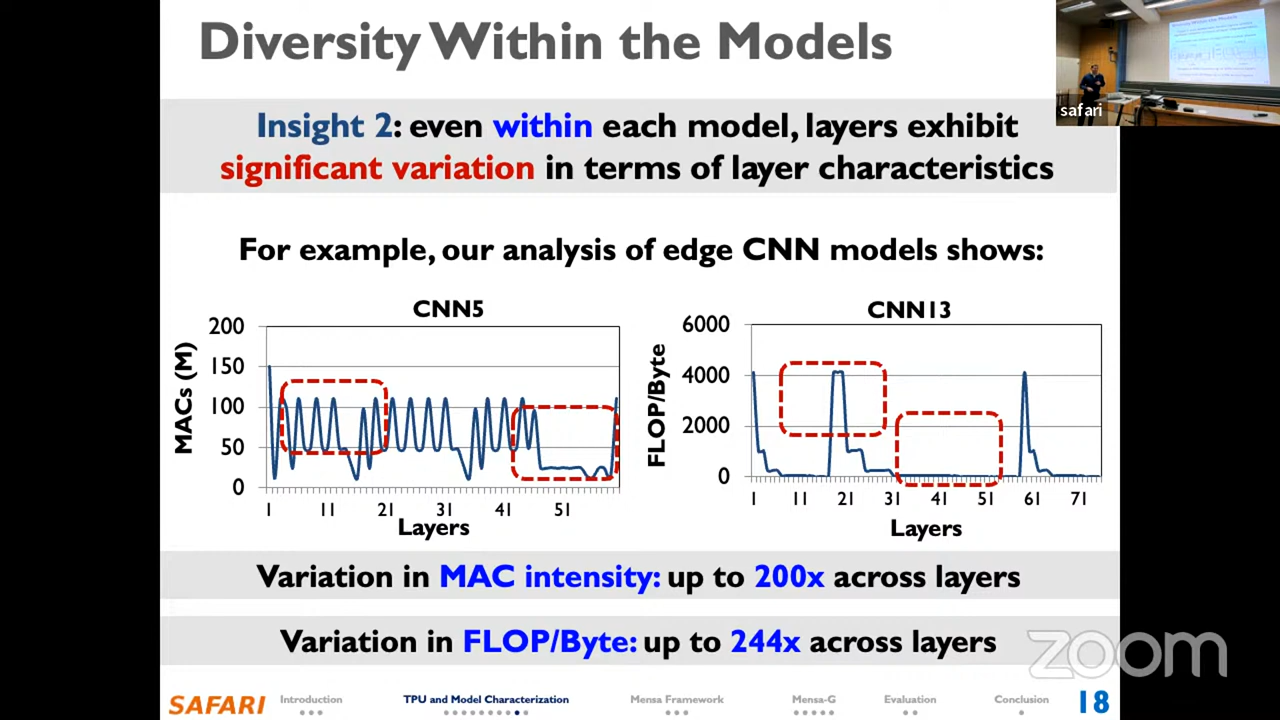 Diversity Within the Models
safari
Insight 2: even within each model, layers exhibit
significant variation in terms of layer characteristics
For example, our analysis of edge CNN models shows:
CNN5
200
150
100
50
0
MACs (M)
1 11 21 31 41 51
Layers
CNN13
6000
4000
2000
0
FLOP/Byte
1 11 21 31 41 51 61 71
Layers
Variation in MAC intensity: up to 200x across layers
Variation in FLOP/Byte: up to 244x across layers
zoom
SAFARI
Introduction
TPU and Model Characterization
Mensa Framework
Mensa-G
Evaluation
Conclusion
18